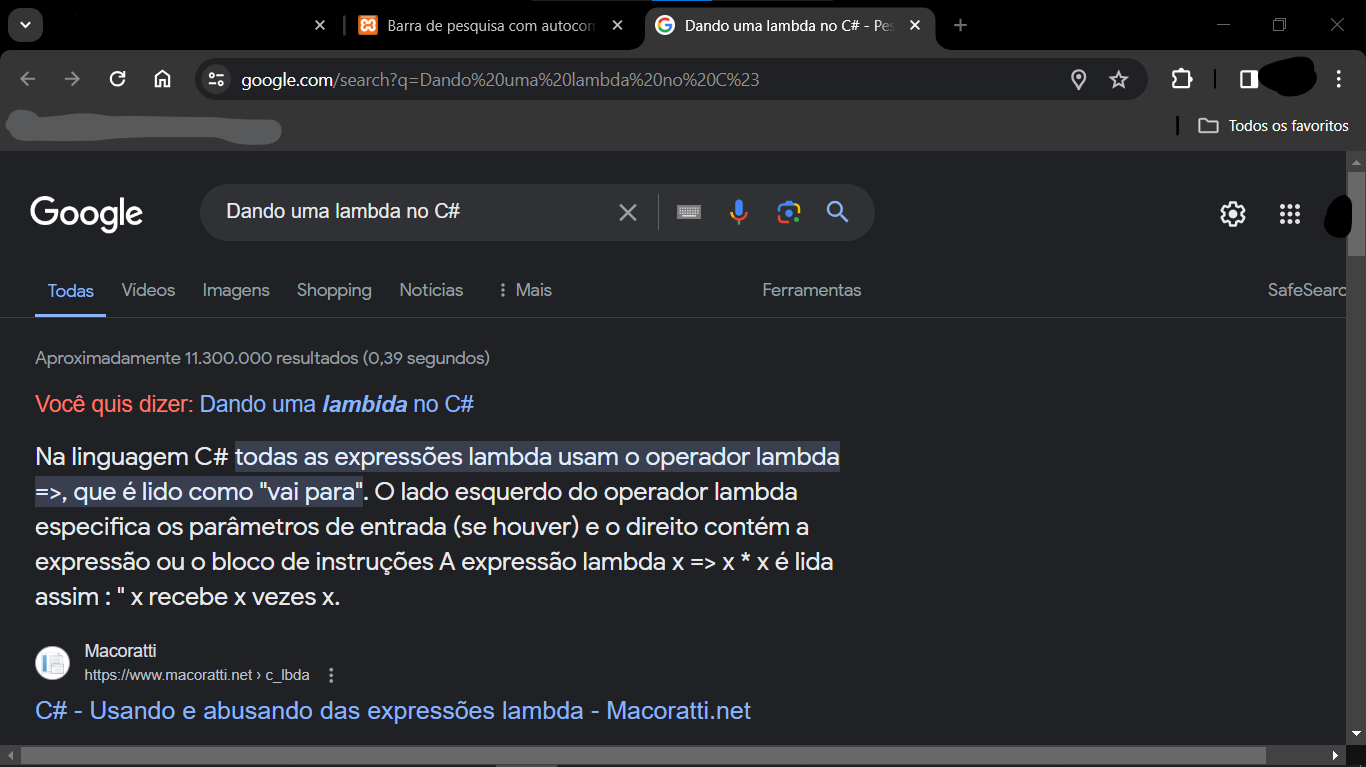 Barra de pesquisa com autocom
Dando uma lambda no C# - Pes
google.com/search?q=Dando%20uma%20lambda%20no%20C%23
Todos os favoritos
Google
Dando uma lambda no C#
Todas Vídeos Imagens Shopping Notícias Mais Ferramentas SafeSearc
Aproximadamente 11.300.000 resultados (0,39 segundos)
Você quis dizer: Dando uma lambida no C#
Na linguagem C# todas as expressões lambda usam o operador lambda
=>, que é lido como "vai para". O lado esquerdo do operador lambda
especifica os parâmetros de entrada (se houver) e o direito contém a
expressão ou o bloco de instruções A expressão lambda x => x * x é lida
assim : " x recebe x vezes x.
Macoratti
https://www.macoratti.net › c_lbda
C# - Usando e abusando das expressões lambda - Macoratti.net